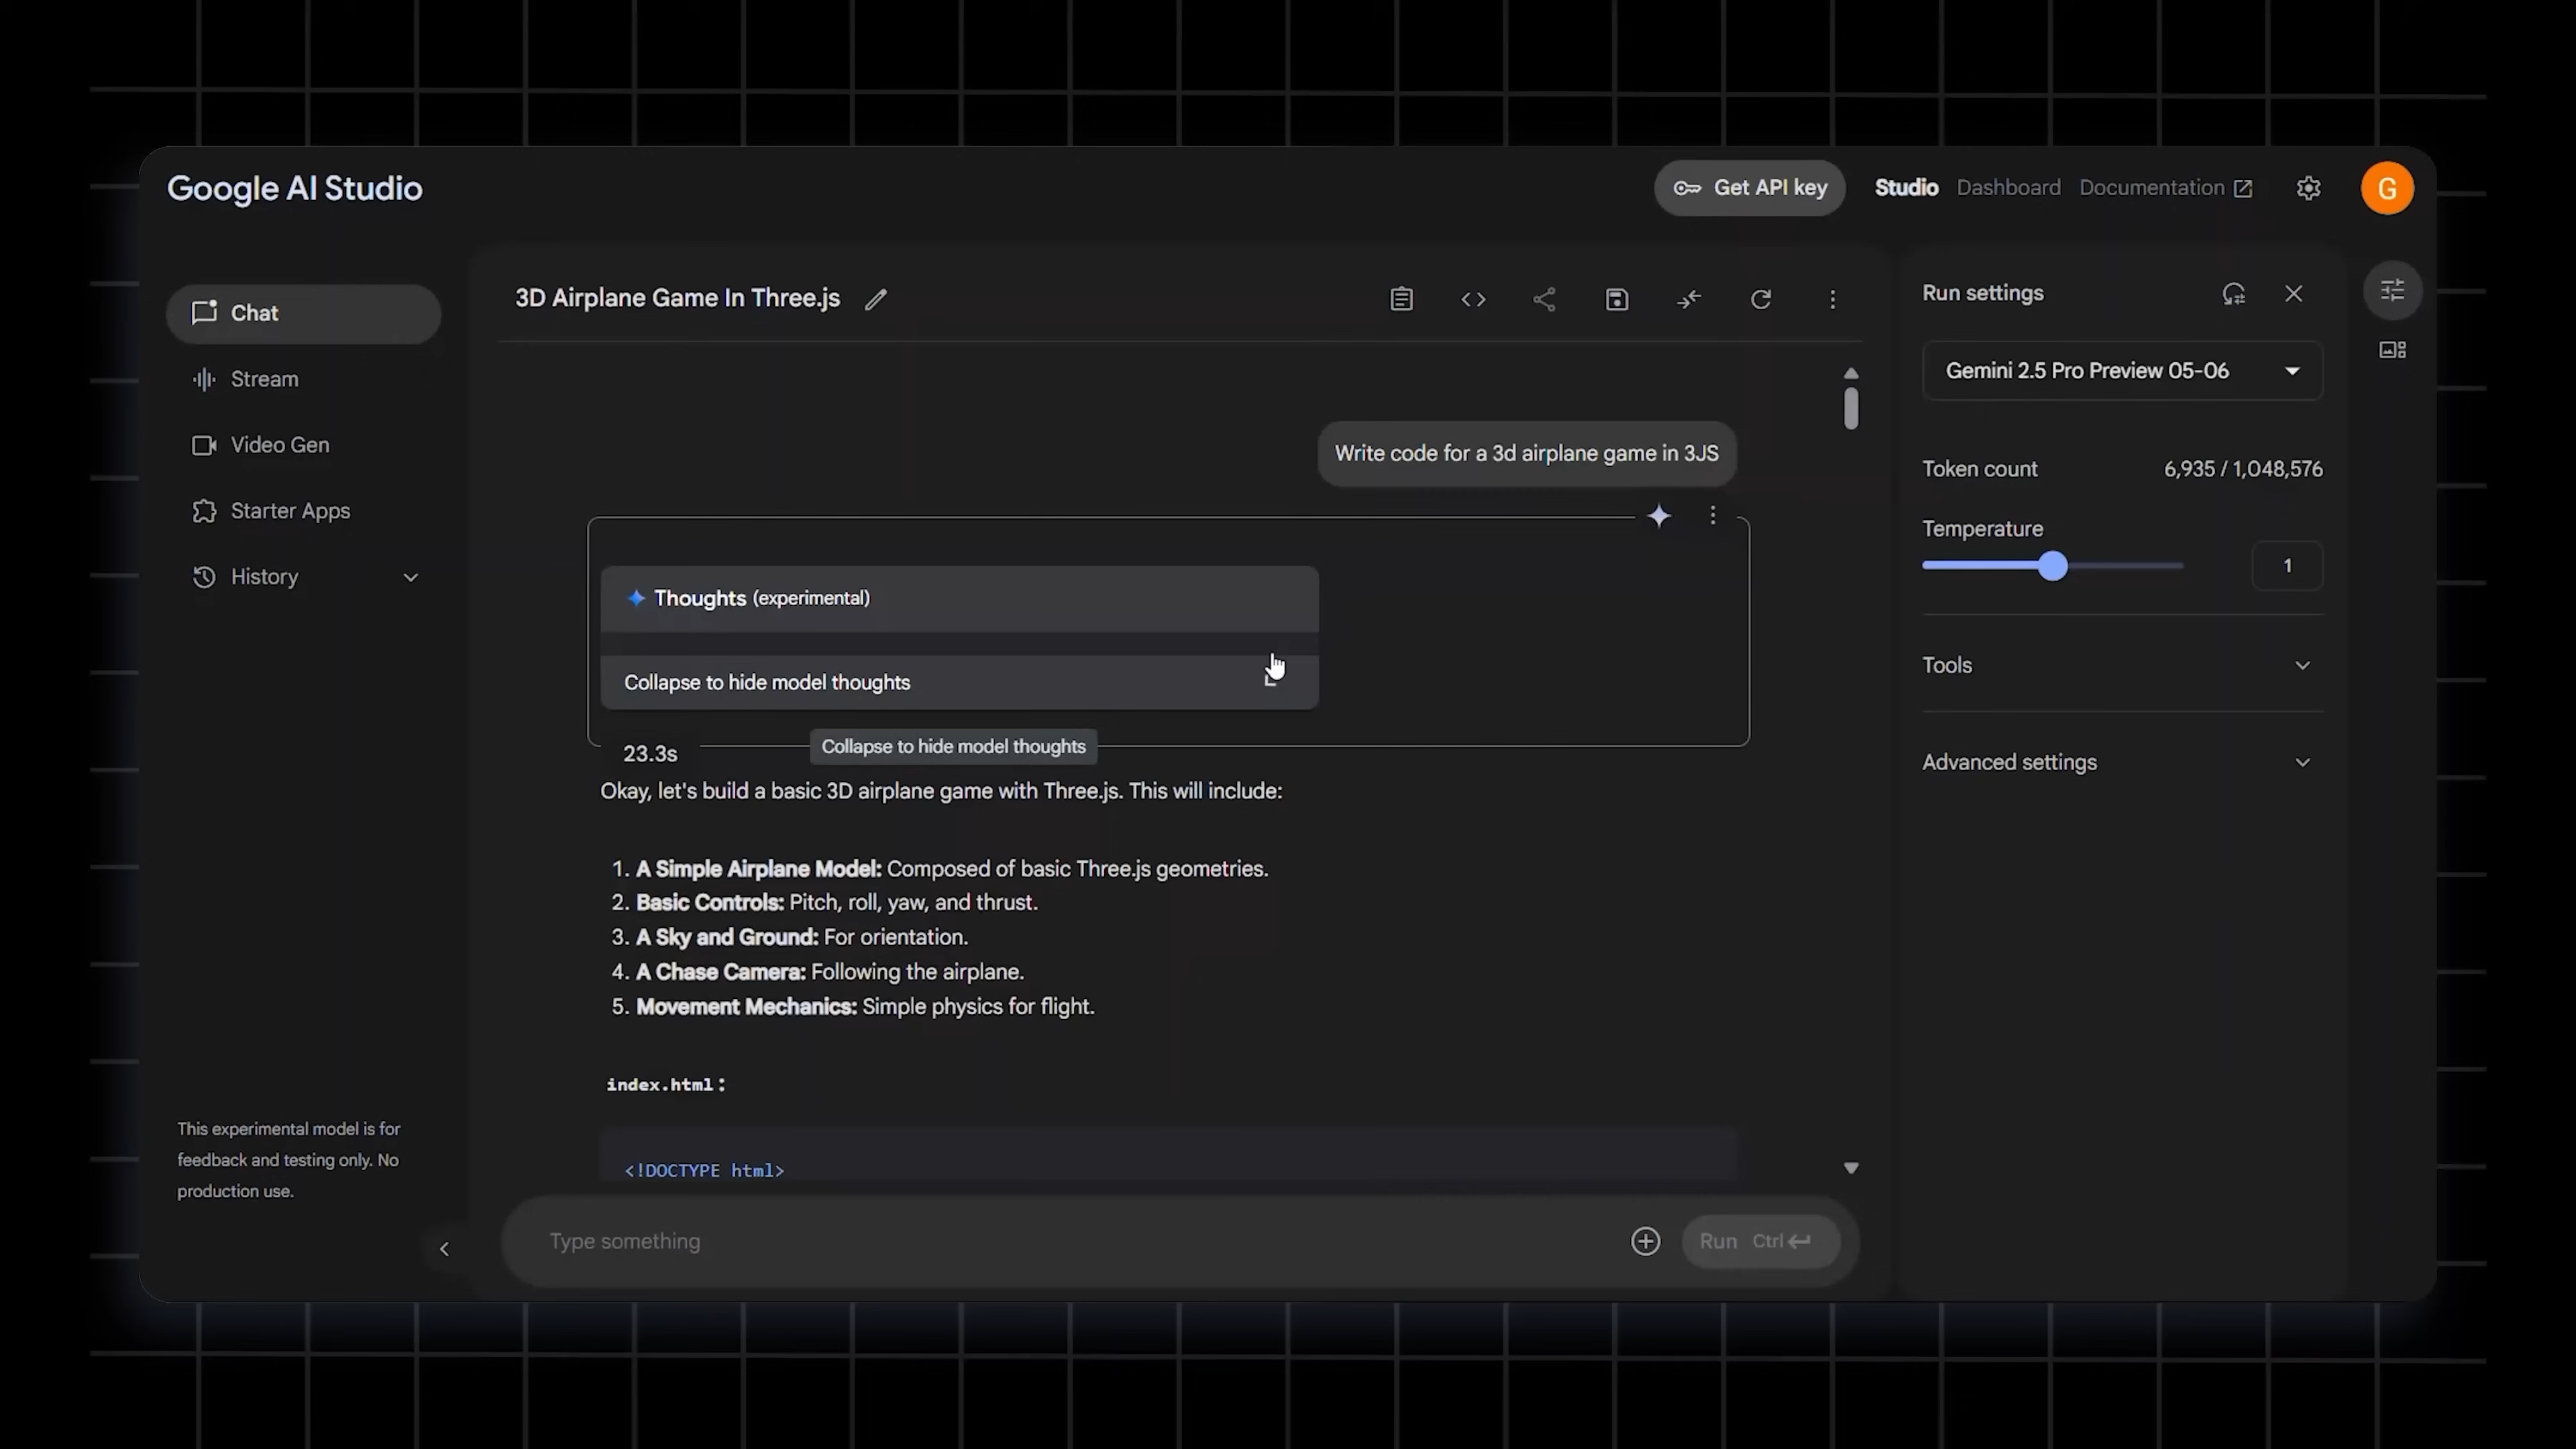 Google AI Studio
Get API key
Studio
Dashboard
Documentation
G
Chat
Stream
Video Gen
Starter Apps
History
This experimental model is for
feedback and testing only. No
production use.
3D Airplane Game In Three.js
Write code for a 3d airplane game in 3JS
Thoughts (experimental)
Collapse to hide model thoughts
23.3s
Collapse to hide model thoughts
Okay, let's build a basic 3D airplane game with Three.js. This will include:
1. A Simple Airplane Model: Composed of basic Three.js geometries.
2. Basic Controls: Pitch, roll, yaw, and thrust.
3. A Sky and Ground: For orientation.
4. A Chase Camera: Following the airplane.
5. Movement Mechanics: Simple physics for flight.
index.html:
<!DOCTYPE html>
Type something
Run Ctrl
Run settings
Gemini 2.5 Pro Preview 05-06
Token count 6,935 / 1,048,576
Temperature
1
Tools
Advanced settings